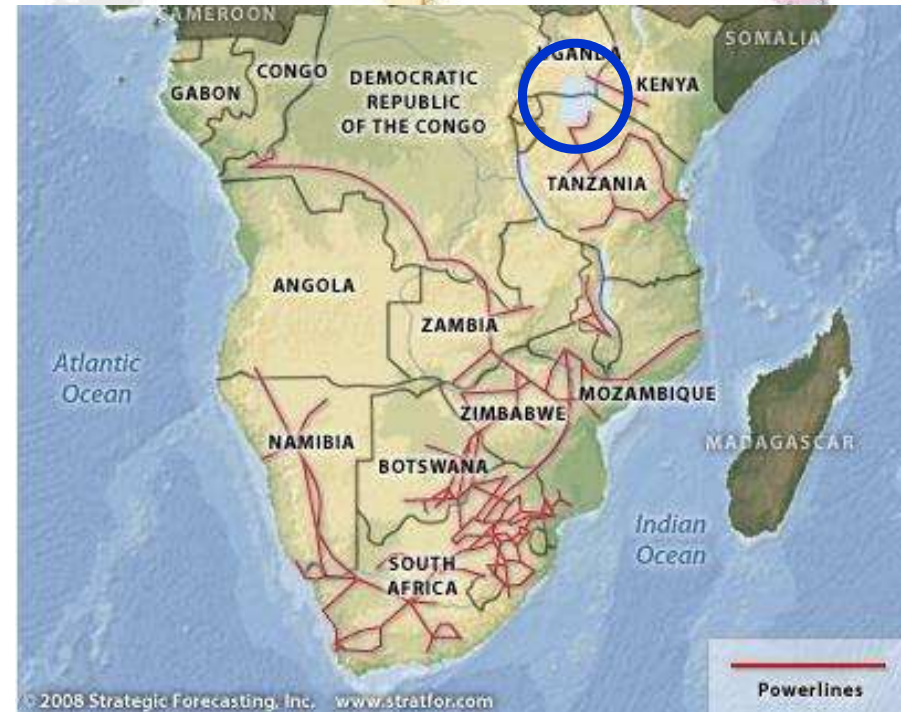 CAMEROON
SOMALIA
UGANDA
CONGO
GABON
DEMOCRATIC
REPUBLIC
OF THE CONGO
KENYA
TANZANIA
ANGOLA
ZAMBIA
Atlantic
Ocean
MOZAMBIQUE
ZIMBABWE
NAMIBIA
MADAGASCAR
BOTSWANA
Indian
Ocean
SOUTH
AFRICA
Powerlines
© 2008 Strategic Forecasting, Inc. www.stratfor.com